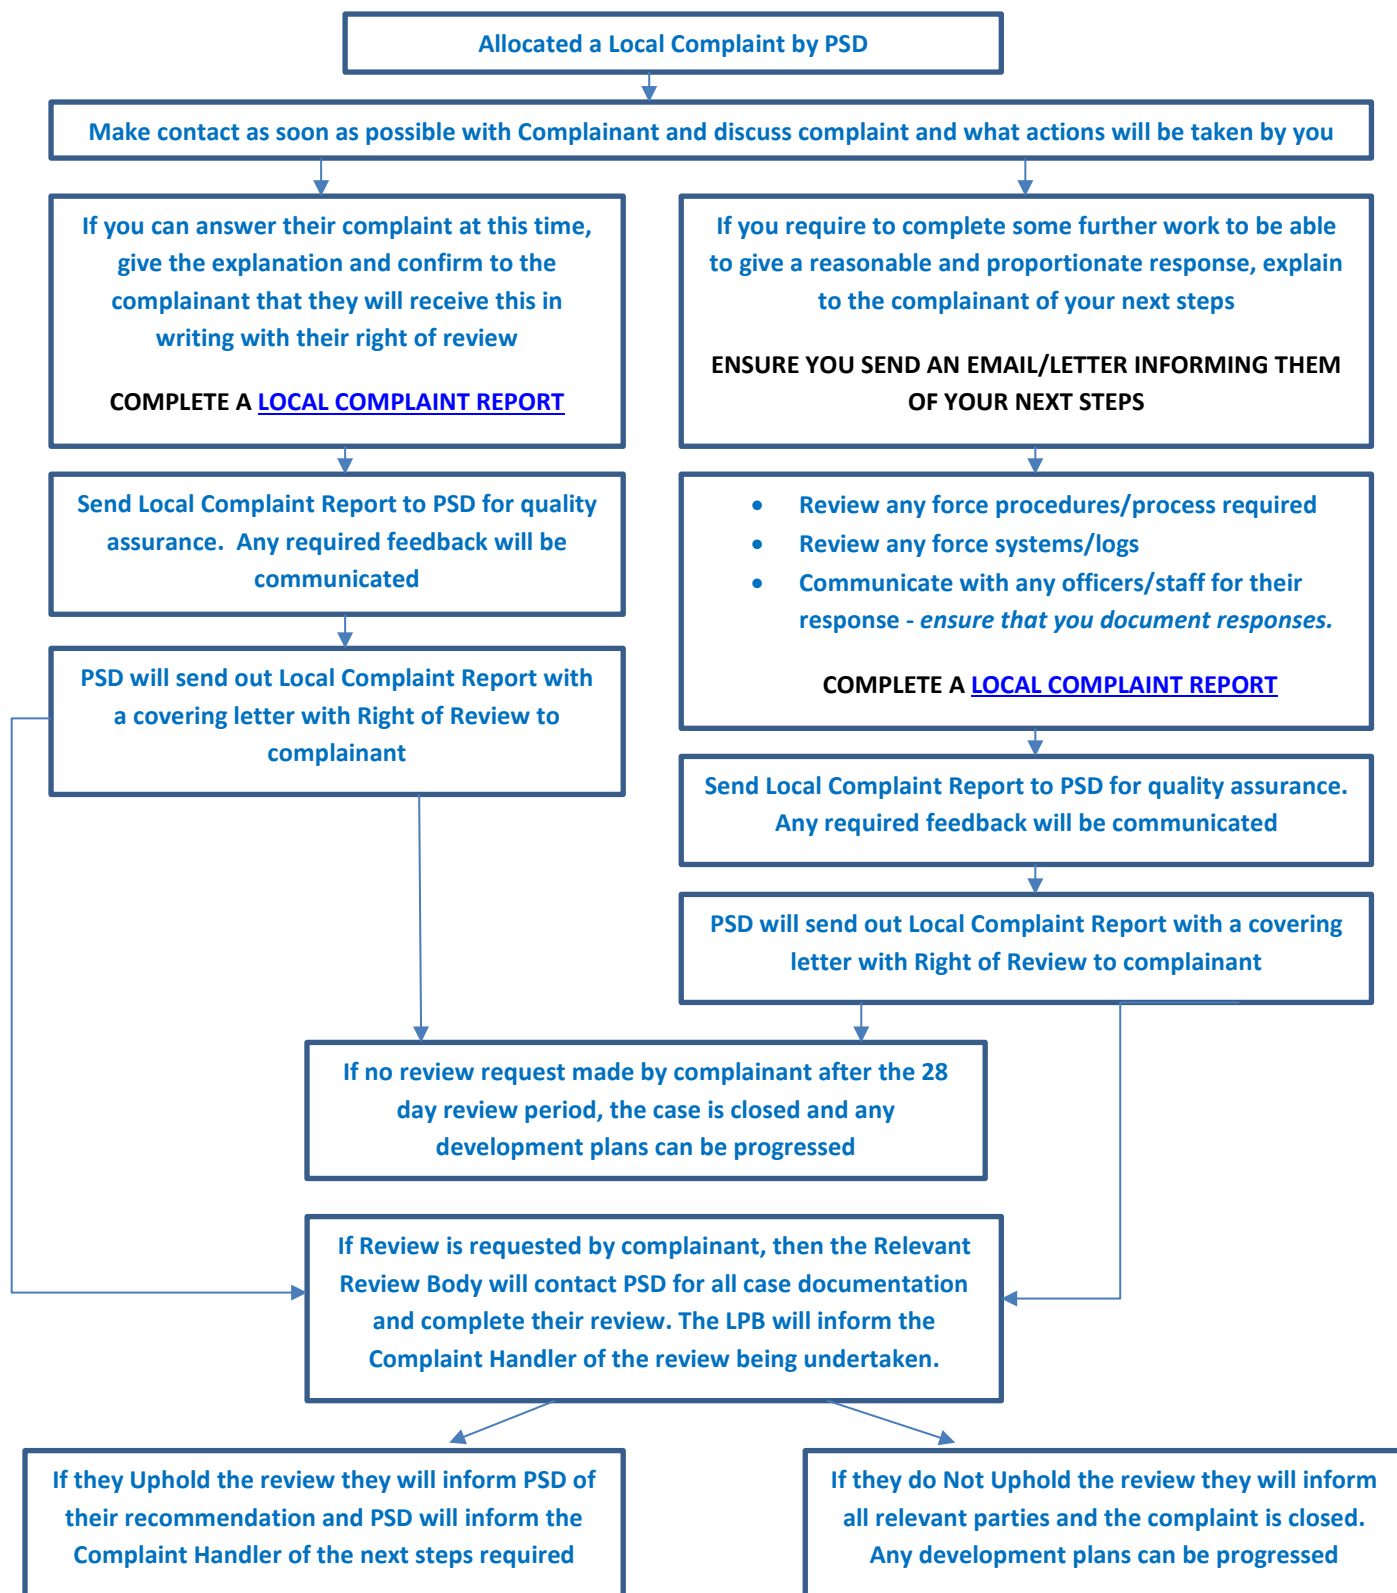 Allocated a Local Complaint by PSD
Make contact as soon as possible with Complainant and discuss complaint and what actions will be taken by you
If you can answer their complaint at this time,
give the explanation and confirm to the
complainant that they will receive this in
writing with their right of review
COMPLETE A LOCAL COMPLAINT REPORT
If you require to complete some further work to be able
to give a reasonable and proportionate response, explain
to the complainant of your next steps
ENSURE YOU SEND AN EMAIL/LETTER INFORMING THEM
OF YOUR NEXT STEPS
Send Local Complaint Report to PSD for quality
assurance.  Any required feedback will be
communicated
• Review any force procedures/process required
• Review any force systems/logs
• Communicate with any officers/staff for their
response - ensure that you document responses.
COMPLETE A LOCAL COMPLAINT REPORT
PSD will send out Local Complaint Report with
a covering letter with Right of Review to
complainant
Send Local Complaint Report to PSD for quality assurance.
Any required feedback will be communicated
PSD will send out Local Complaint Report with a covering
letter with Right of Review to complainant
If no review request made by complainant after the 28
day review period, the case is closed and any
development plans can be progressed
If Review is requested by complainant, then the Relevant
Review Body will contact PSD for all case documentation
and complete their review. The LPB will inform the
Complaint Handler of the review being undertaken.
If they Uphold the review they will inform PSD of
their recommendation and PSD will inform the
Complaint Handler of the next steps required
If they do Not Uphold the review they will inform
all relevant parties and the complaint is closed.
Any development plans can be progressed